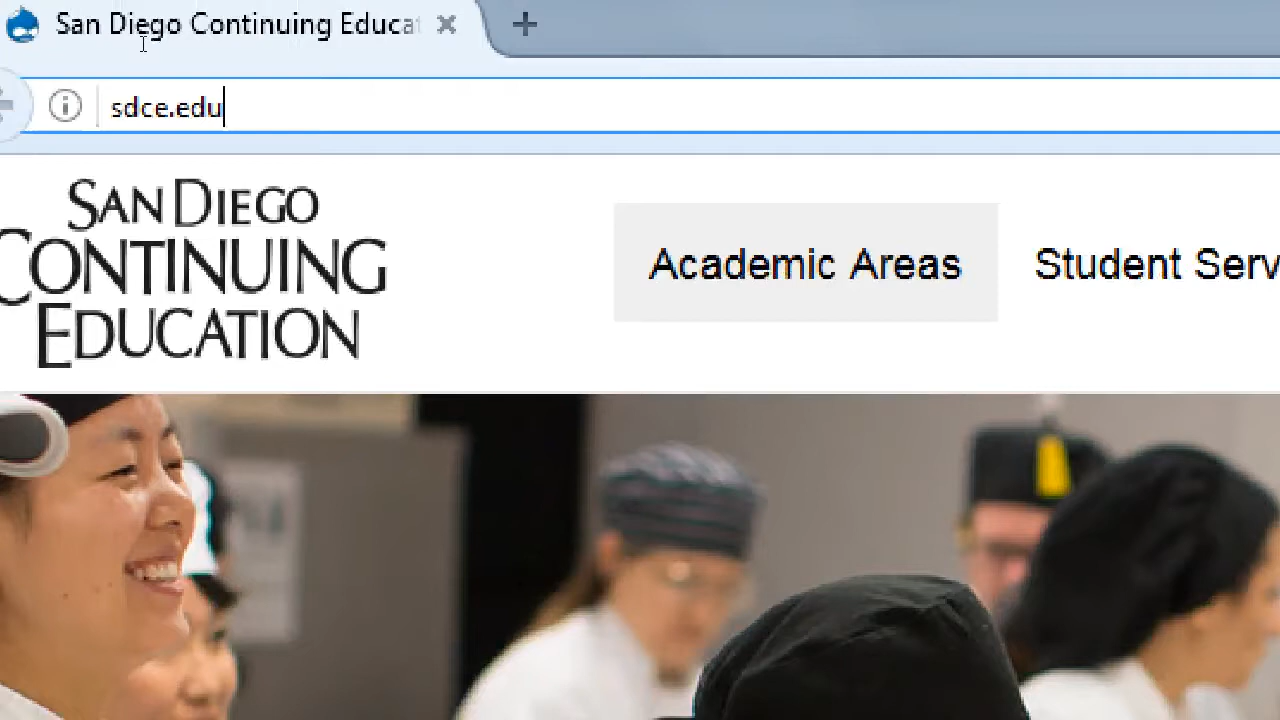 San Diego Continuing Educat
sdce.edu
SAN DIEGO
CONTINUING
EDUCATION
Academic Areas
Student Serv